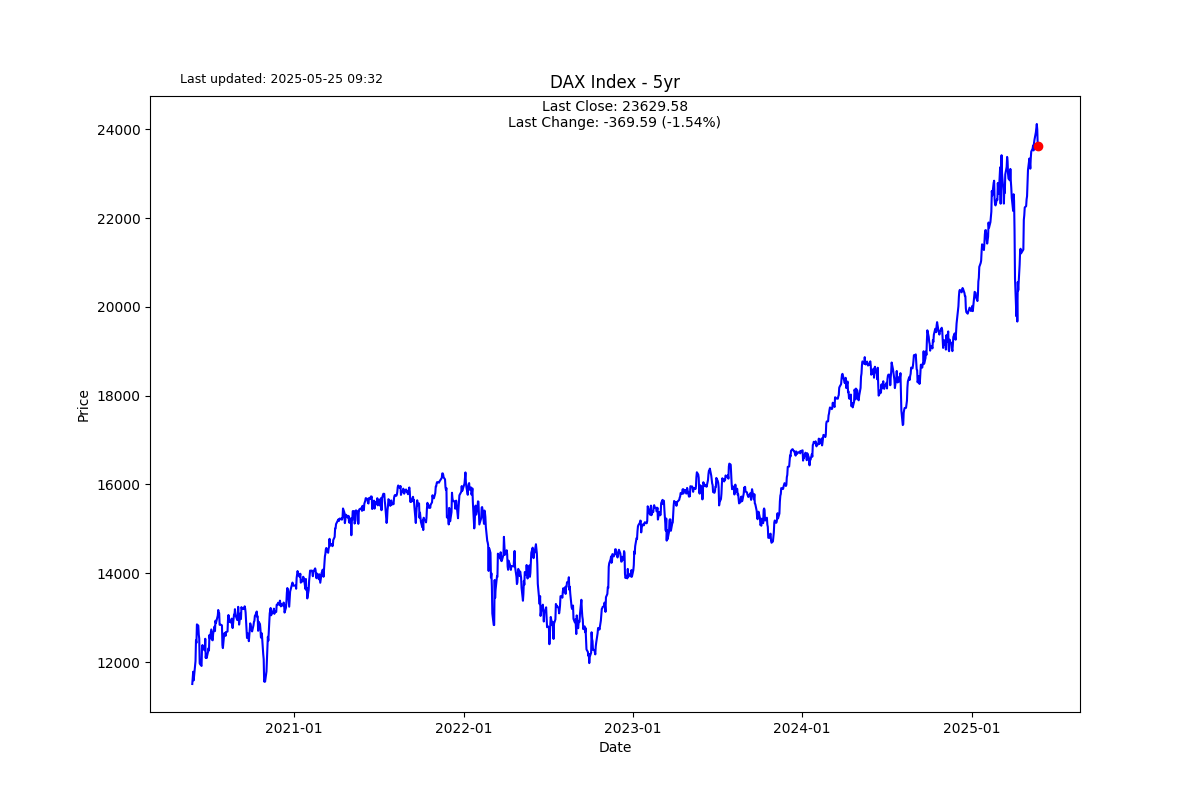 Last updated: 2025-05-25 09:32
DAX Index - 5yr
Last Close: 23629.58
Last Change: -369.59 (-1.54%)
24000
22000
20000
18000
16000
14000
12000
Price
2021-01
2022-01
2023-01
2024-01
2025-01
Date